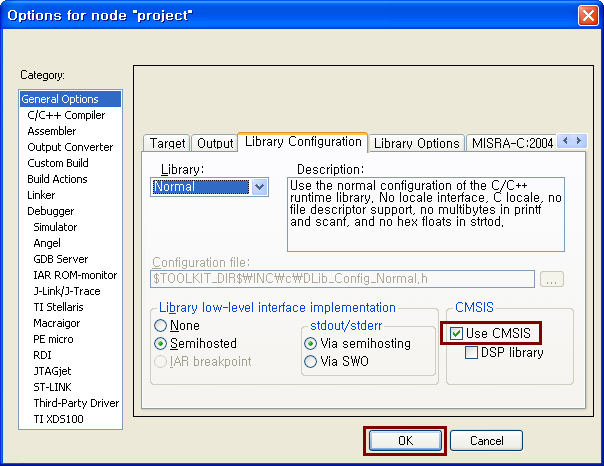 Options for node "project"
Category:
General Options
C/C++ Compiler
Assembler
Output Converter
Custom Build
Build Actions
Linker
Debugger
Simulator
Angel
GDB Server
IAR ROM-monitor
J-Link/J-Trace
TI Stellaris
Macraigor
PE micro
RDI
JTAGjet
ST-LINK
Third-Party Driver
TI XDS100
Target
Output
Library Configuration
Library Options
MISRA-C:2004
Library:
Normal
Description:
Use the normal configuration of the C/C++
runtime library, No locale interface, C locale, no
file descriptor support, no multibytes in printf
and scanf, and no hex floats in strtod,
Configuration file:
$TOOLKIT_DIR$₩INC₩c₩DLib_Config_Normal,h
...
Library low-level interface implementation
None
Semihosted
IAR breakpoint
stdout/stderr
Via semihosting
Via SWO
CMSIS
Use CMSIS
DSP library
OK
Cancel